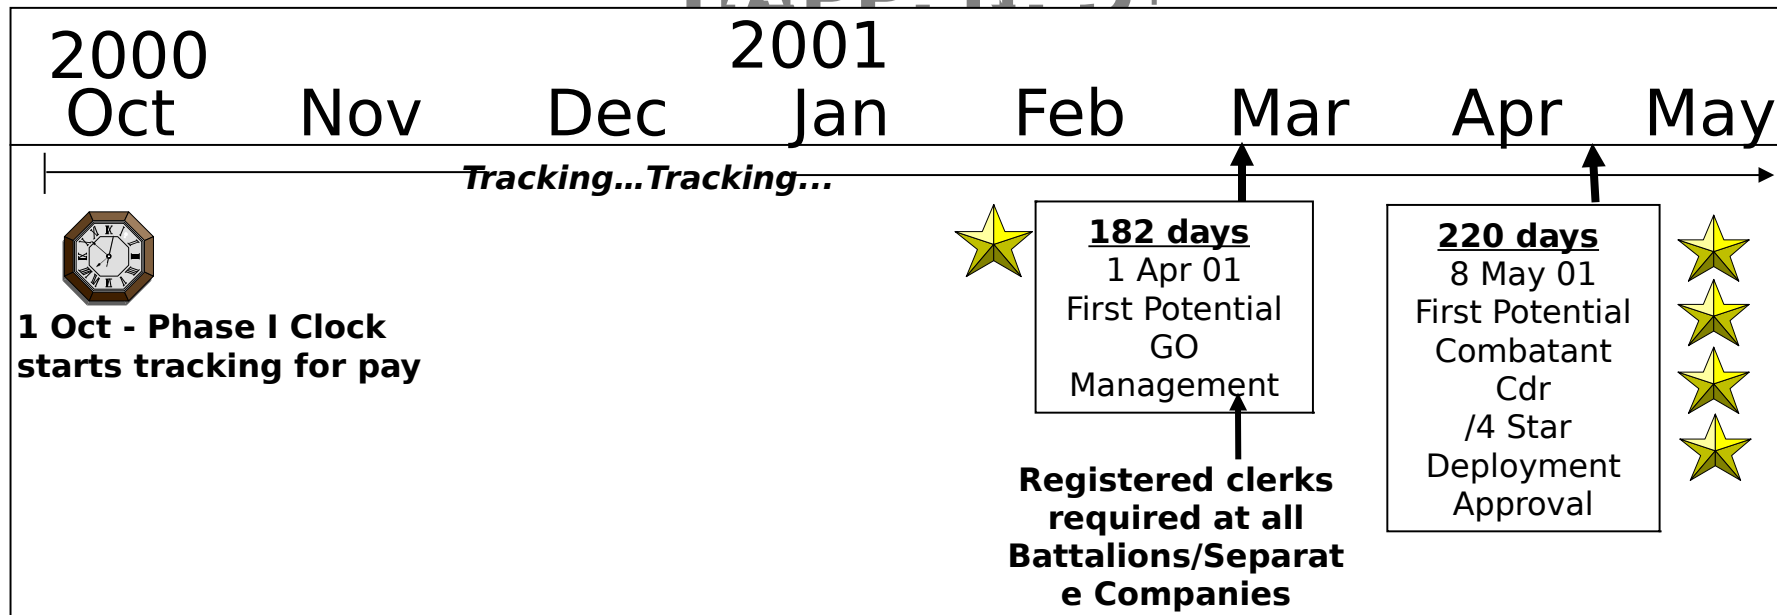 2000
2001
Oct Nov Dec Jan Feb Mar Apr May
Tracking...Tracking...
1 Oct - Phase I Clock
starts tracking for pay
182 days
1 Apr 01
First Potential
GO
Management
Registered clerks
required at all
Battalions/Separat
e Companies
220 days
8 May 01
First Potential
Combatant
Cdr
/4 Star
Deployment
Approval